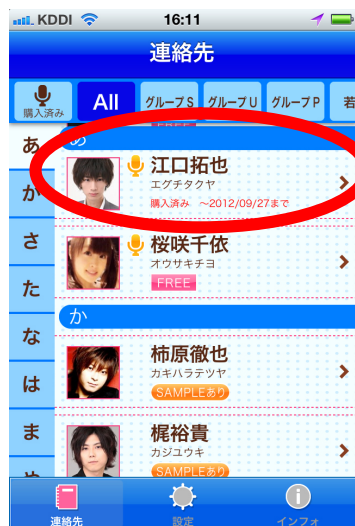 KDDI 16:11
連絡先
購入済み All グループS グループU グループP 若
あ
か
さ
た
な
は
ま
あ
江口拓也
エグチタクヤ
購入済み ～2012/09/27まで
桜咲千依
オウサキチヨ
FREE
か
柿原徹也
カキハラテツヤ
SAMPLEあり
梶裕貴
カジユウキ
SAMPLEあり
連絡先 設定 インフォ